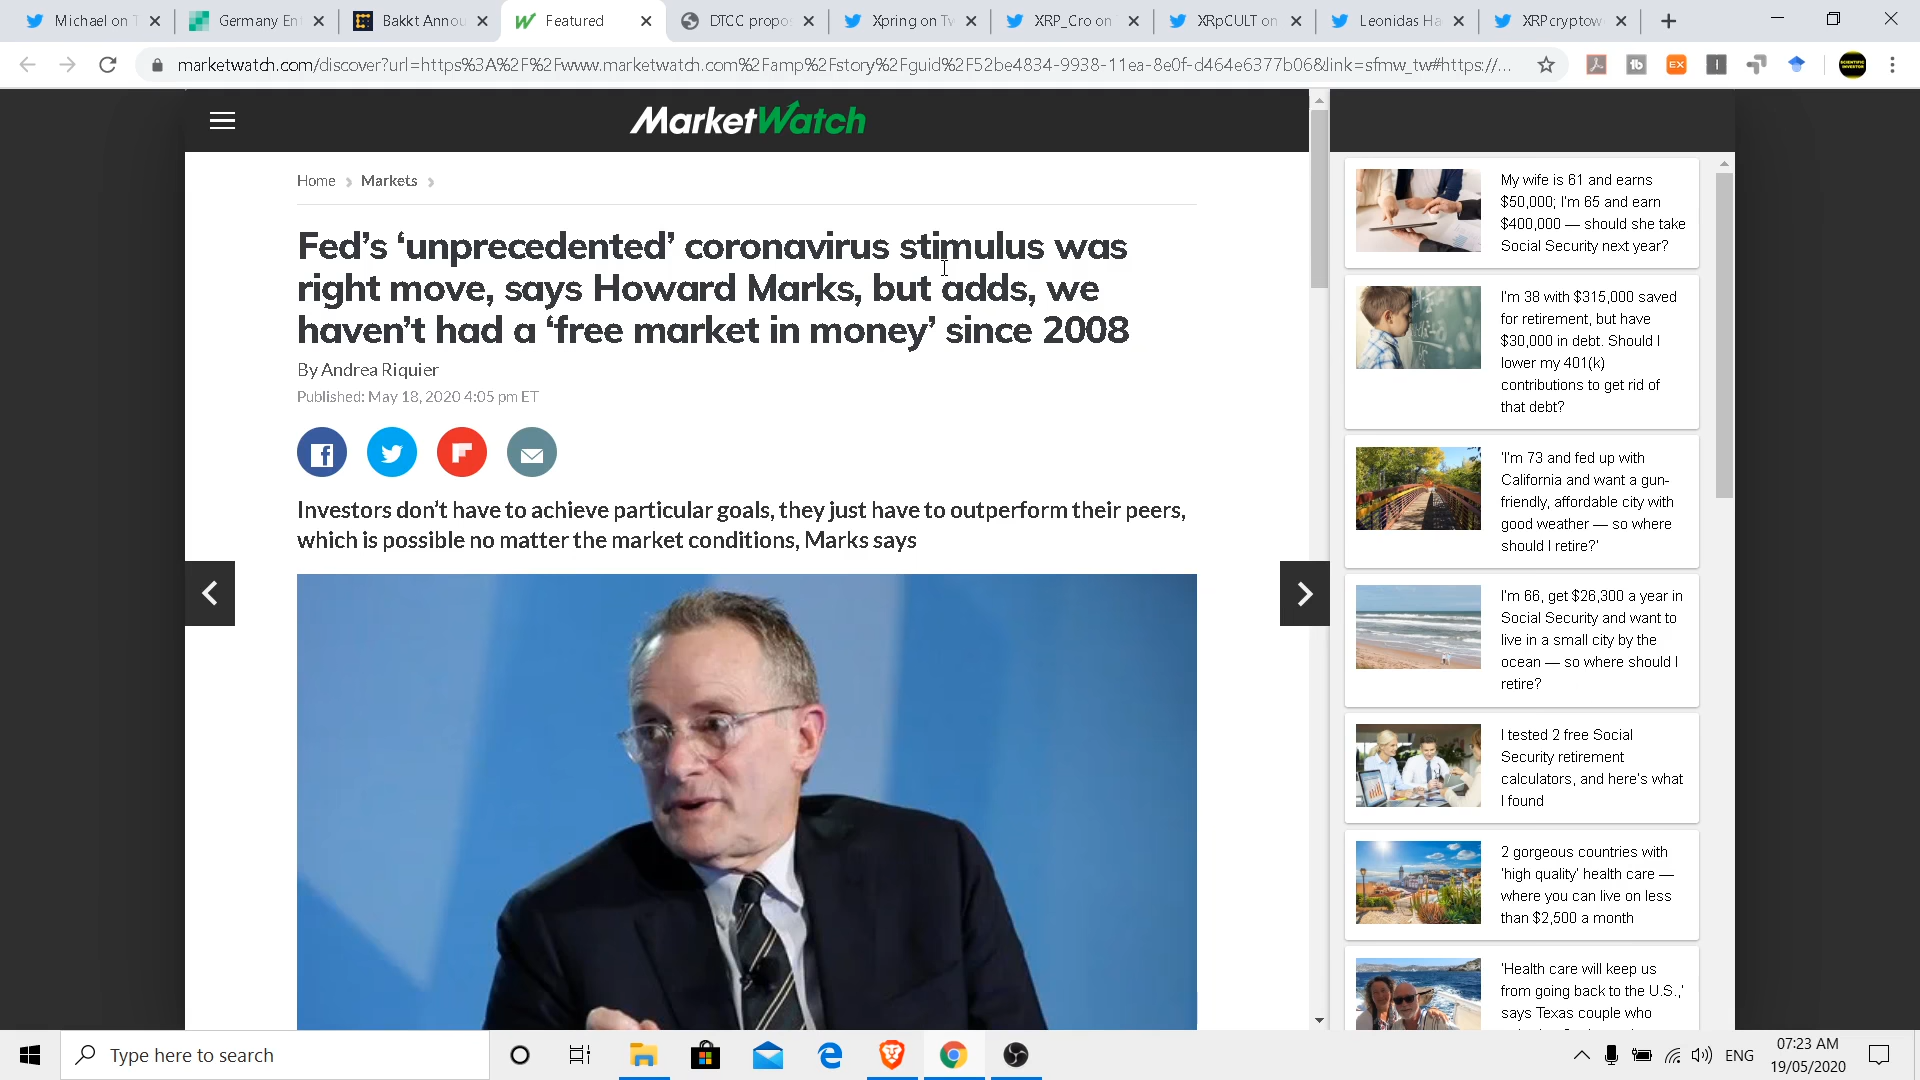 Michael on T
Germany En
Bakkt Annou
Featured
DTCC propo
Xpring on Tw
XRP_Cro on
XRpCULT on
Leonidas Ha
XRPcryptow
marketwatch.com/discover?url=https%3A%2F%2Fwww.marketwatch.com%2Famp%2Fstory%2Fguid%2F52be4834-9938-11ea-8e0f-d464e6377b06&link=sfmw_tw#https://...
MarketWatch
Home
Markets
Fed's 'unprecedented' coronavirus stimulus was
right move, says Howard Marks, but adds, we
haven't had a 'free market in money' since 2008
By Andrea Riquier
Published: May 18, 2020 4:05 pm ET
Investors don't have to achieve particular goals, they just have to outperform their peers,
which is possible no matter the market conditions, Marks says
My wife is 61 and earns
$50,000; I'm 65 and earn
$400,000 — should she take
Social Security next year?
I'm 38 with $315,000 saved
for retirement, but have
$30,000 in debt. Should I
lower my 401(k)
contributions to get rid of
that debt?
'I'm 73 and fed up with
California and want a gun-
friendly, affordable city with
good weather — so where
should I retire?'
I'm 66, get $26,300 a year in
Social Security and want to
live in a small city by the
ocean — so where should I
retire?
I tested 2 free Social
Security retirement
calculators, and here's what
I found
2 gorgeous countries with
'high quality' health care —
where you can live on less
than $2,500 a month
'Health care will keep us
from going back to the U.S.,'
says Texas couple who
Type here to search
ENG
07:23 AM
19/05/2020